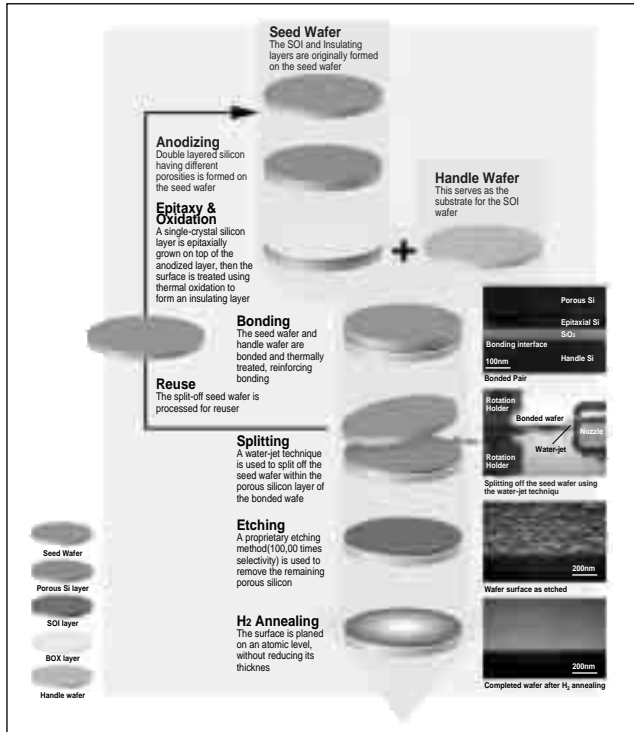 Seed Wafer
The SOI and Insulating
layers are originally formed
on the seed wafer
Anodizing
Double layered silicon
having different
porosities is formed on
the seed wafer
Handle Wafer
This serves as the
substrate for the SOI
wafer
Epitaxy &
Oxidation
A single-crystal silicon
layer is epitaxially
grown on top of the
anodized layer, then the
surface is treated using
thermal oxidation to
form an insulating layer
Bonding
The seed wafer and
handle wafer are
bonded and thermally
treated, reinforcing
bonding
Porous Si
Epitaxial Si
SiO2
Bonding interface
100nm
Handle Si
Bonded Pair
Reuse
The split-off seed wafer is
processed for reuser
Splitting
A water-jet technique
is used to split off the
seed wafer within the
porous silicon layer of
the bonded wafe
Rotation
Holder
Bonded wafer
Nozzle
Water-jet
Rotation
Holder
Splitting off the seed wafer using
the water-jet techniqu
Etching
A proprietary etching
method(100,00 times
selectivity) is used to
remove the remaining
porous silicon
200nm
Wafer surface as etched
H2 Annealing
The surface is planed
on an atomic level,
without reducing its
thicknes
200nm
Completed wafer after H2 annealing
Seed Wafer
Porous Si layer
SOI layer
BOX layer
Handle wafer